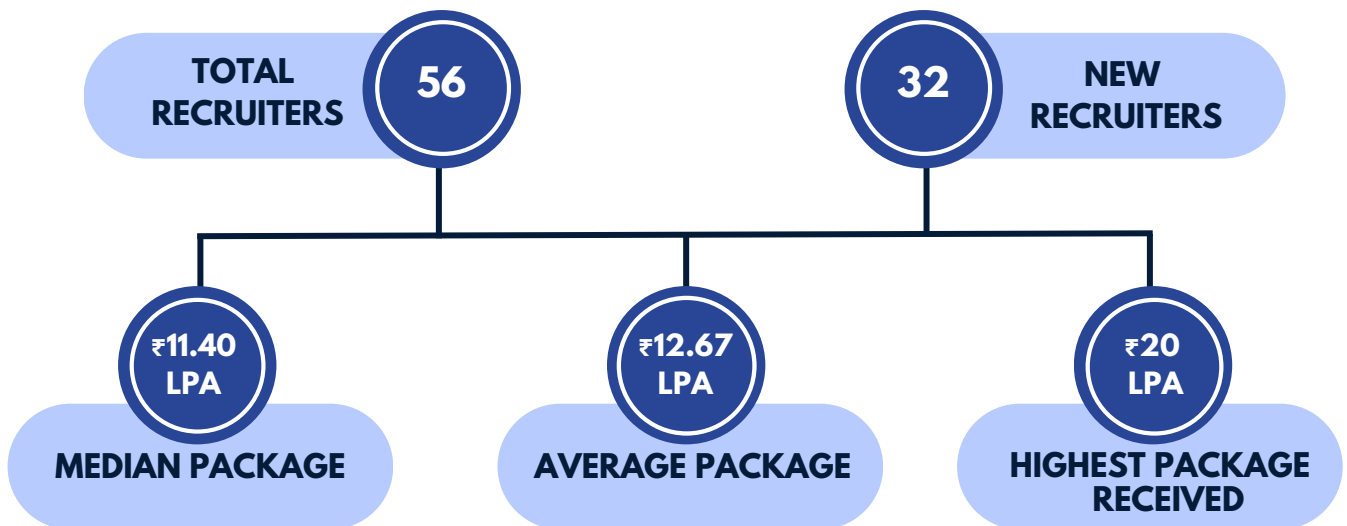 TOTAL
RECRUITERS
56
32
NEW
RECRUITERS
₹11.40
LPA
MEDIAN PACKAGE
₹12.67
LPA
AVERAGE PACKAGE
₹20
LPA
HIGHEST PACKAGE
RECEIVED